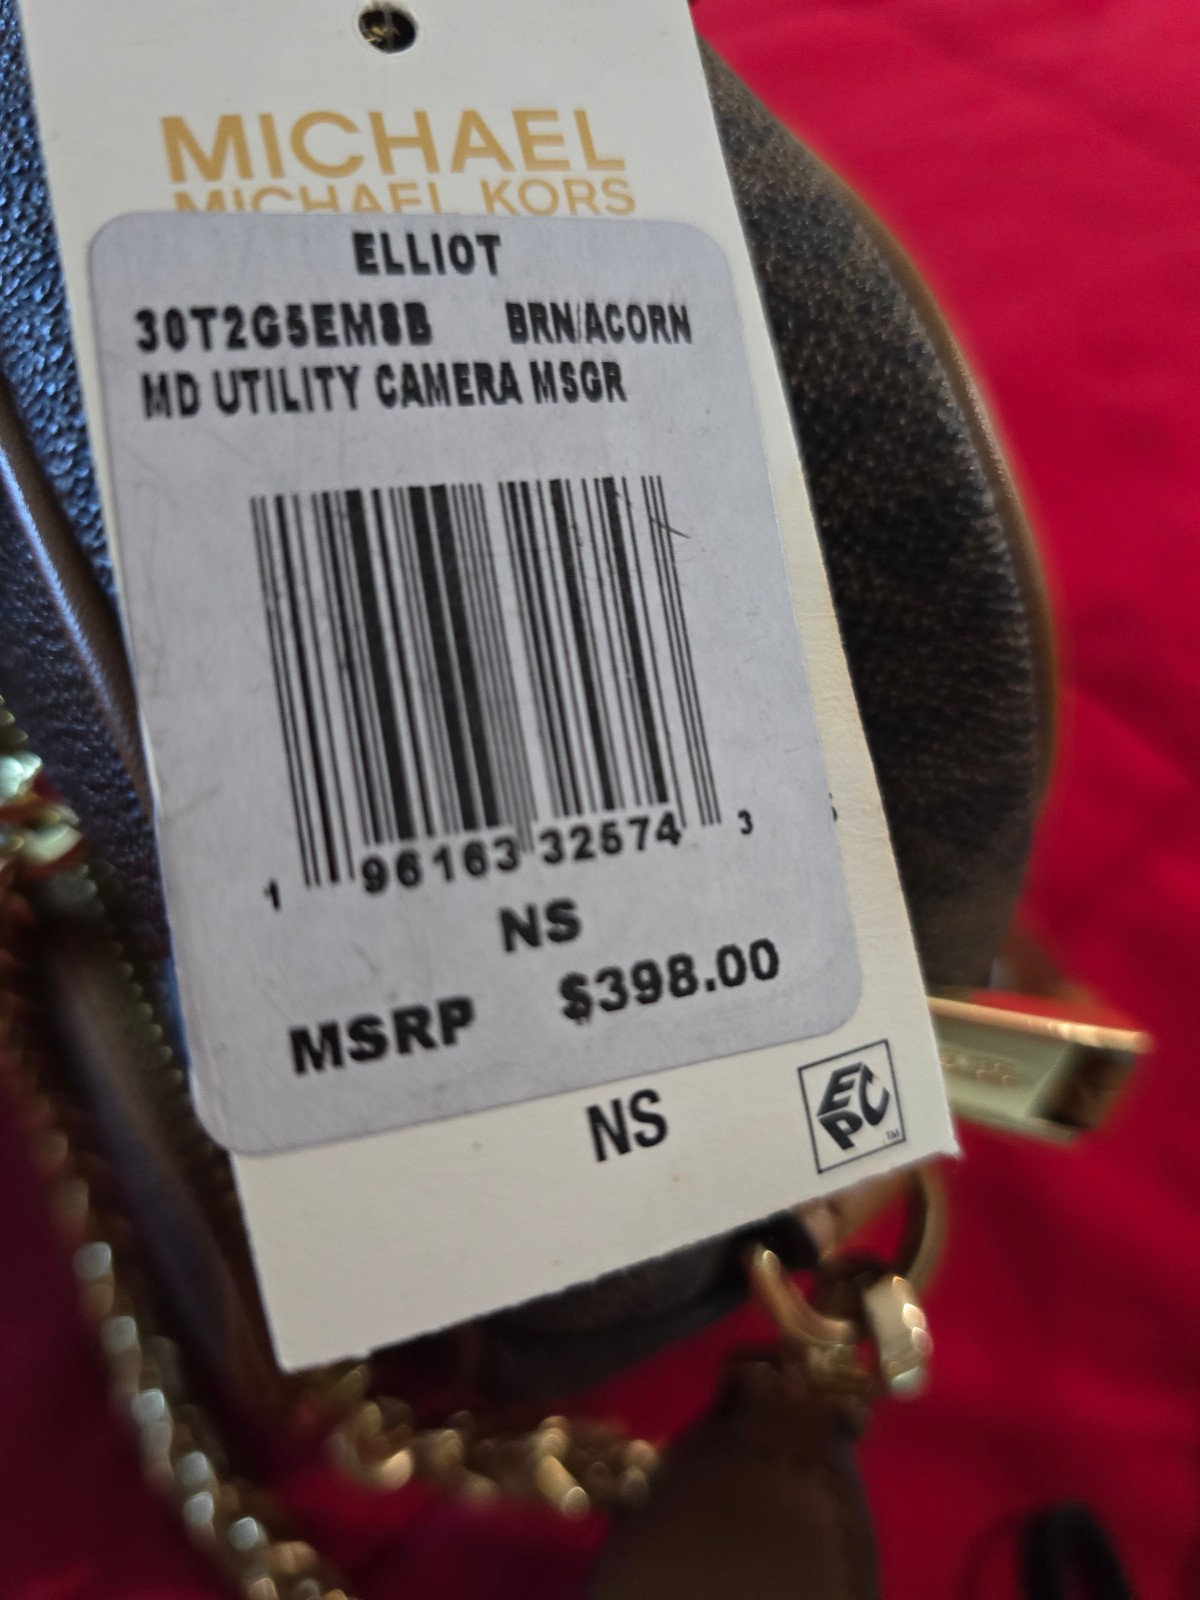 MICHAEL
MICHAEL KORS
ELLIOT
30T2G5EM8B BRN/ACORN
MD UTILITY CAMERA MSGR
1 96163 32574 3
NS
MSRP $398.00
NS
EPC TM